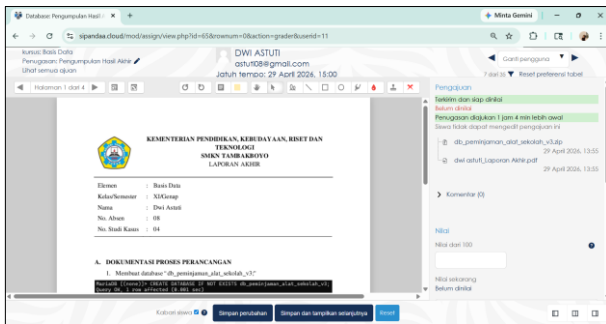 Database: Pengumpulan Hasil A
Minta Gemini
sipandaa.cloud/mod/assign/view.php?id=65&rownum=0&action=grader&userid=11
kursus: Basis Data
Penugasan: Pengumpulan Hasil Akhir
Lihat semua ajuan
DWI ASTUTI
astuti08@gmail.com
Jatuh tempo: 29 April 2026, 15:00
Ganti pengguna
7 dari 36
Reset preferensi tabel
Halaman 1 dari 4
KEMENTERIAN PENDIDIKAN, KEBUDAYAAN, RISET DAN
TEKNOLOGI
SMKN TAMBAKBOYO
LAPORAN AKHIR
Elemen : Basis Data
Kelas/Semester : XI/Genap
Nama : Dwi Astuti
No. Absen : 08
No. Studi Kasus : 04
A. DOKUMENTASI PROSES PERANCANGAN
1. Membuat database "db_peminjaman_alat_sekolah_v3;"
MariaDB [(none)]> CREATE DATABASE IF NOT EXISTS db_peminjaman_alat_sekolah_v3;
Query OK, 1 row affected (0.001 sec)
Pengajuan
Terkirim dan siap dinilai
Belum dinilai
Penugasan diajukan 1 jam 4 min lebih awal
Siswa tidak dapat mengedit pengajuan ini
db_peminjaman_alat_sekolah_v3.zip
29 April 2026, 13:55
dwi astuti_Laporan Akhir.pdf
29 April 2026, 13:55
Komentar (0)
Nilai
Nilai dari 100
Nilai sekarang
Belum dinilai
Kabari siswa
Simpan perubahan
Simpan dan tampilkan selanjutnya
Reset